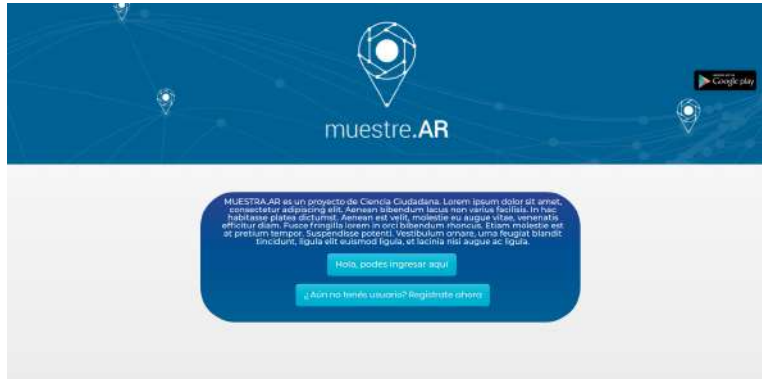 Google play
muestre.AR
MUESTRA.AR es un proyecto de Ciencia Ciudadana. Lorem ipsum dolor sit amet,
consectetur adipiscing elit. Aenean bibendum lacus non varius facilisis. In hac
habitasse platea dictumst. Aenean est velit, molestie eu augue vitae, venenatis
efficitur diam. Fusce fringilla lorem in orci bibendum rhoncus. Etiam molestie est
at pretium tempor. Suspendisse potenti. Vestibulum ornare, urna feugiat blandit
tincidunt, ligula elit euismod ligula, et lacinia nisi augue ac ligula.
Hola, podés ingresar aquí
¿Aún no tenés usuario? Registrate ahora